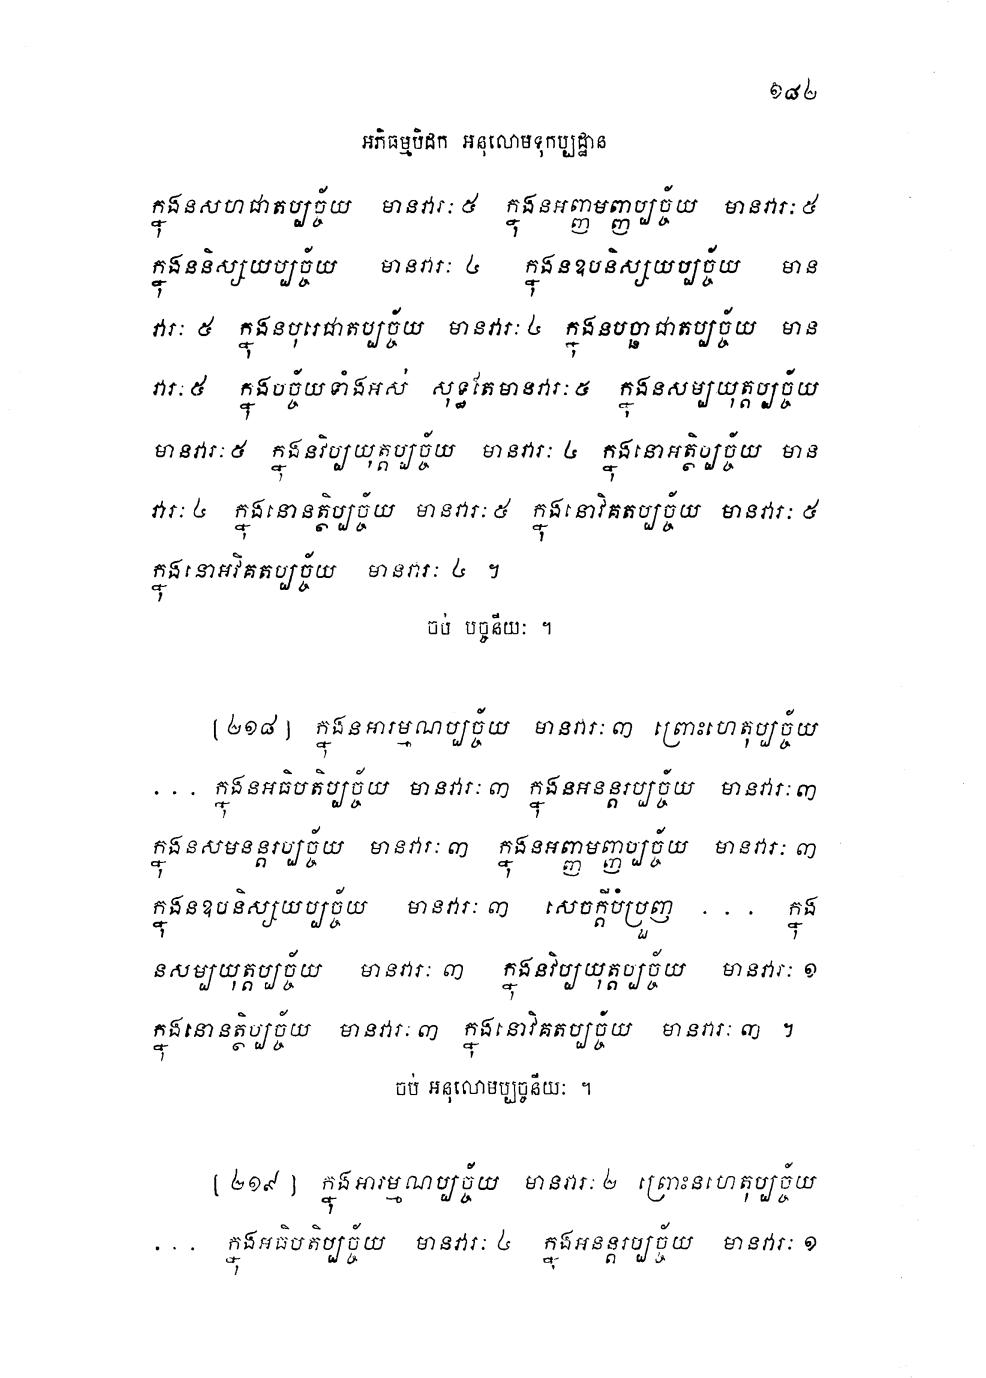 ១៨២
អភិធម្មបិដក អនុលោមទុកប្បដ្ឋាន
ក្នុងនសហជាតប្បច្ច័យ មានវារៈ ៥ ក្នុងនអញ្ញមញ្ញប្បច្ច័យ មានវារៈ ៥
ក្នុងននិស្សយប្បច្ច័យ មានវារៈ ៤ ក្នុងនឧបនិស្សយប្បច្ច័យ មាន
វារៈ ៥ ក្នុងនបុរេជាតប្បច្ច័យ មានវារៈ ៤ ក្នុងនបច្ឆាជាតប្បច្ច័យ មាន
វារៈ ៥ ក្នុងបច្ច័យទាំងអស់ សុទ្ធតែមានវារៈ ៥ ក្នុងនសម្បយុត្តប្បច្ច័យ
មានវារៈ ៥ ក្នុងនវិប្បយុត្តប្បច្ច័យ មានវារៈ ៤ ក្នុងនោអត្ថិប្បច្ច័យ មាន
វារៈ ៤ ក្នុងនោនត្ថិប្បច្ច័យ មានវារៈ ៥ ក្នុងនោវិគតប្បច្ច័យ មានវារៈ ៥
ក្នុងនោអវិគតប្បច្ច័យ មានវារៈ ៤ ។
ចប់ បច្ចនីយៈ ។
[២១៨] ក្នុងនអារម្មណប្បច្ច័យ មានវារៈ ៣ ព្រោះហេតុប្បច្ច័យ
... ក្នុងនអធិបតិប្បច្ច័យ មានវារៈ ៣ ក្នុងនអនន្តរប្បច្ច័យ មានវារៈ ៣
ក្នុងនសមនន្តរប្បច្ច័យ មានវារៈ ៣ ក្នុងនអញ្ញមញ្ញប្បច្ច័យ មានវារៈ ៣
ក្នុងនឧបនិស្សយប្បច្ច័យ មានវារៈ ៣ សេចក្តីបំប្រួញ ... ក្នុង
នសម្បយុត្តប្បច្ច័យ មានវារៈ ៣ ក្នុងនវិប្បយុត្តប្បច្ច័យ មានវារៈ ១
ក្នុងនោនត្ថិប្បច្ច័យ មានវារៈ ៣ ក្នុងនោវិគតប្បច្ច័យ មានវារៈ ៣ ។
ចប់ អនុលោមប្បច្ចនីយៈ ។
[២១៩] ក្នុងអារម្មណប្បច្ច័យ មានវារៈ ២ ព្រោះនហេតុប្បច្ច័យ
... ក្នុងអធិបតិប្បច្ច័យ មានវារៈ ៤ ក្នុងអនន្តរប្បច្ច័យ មានវារៈ ១